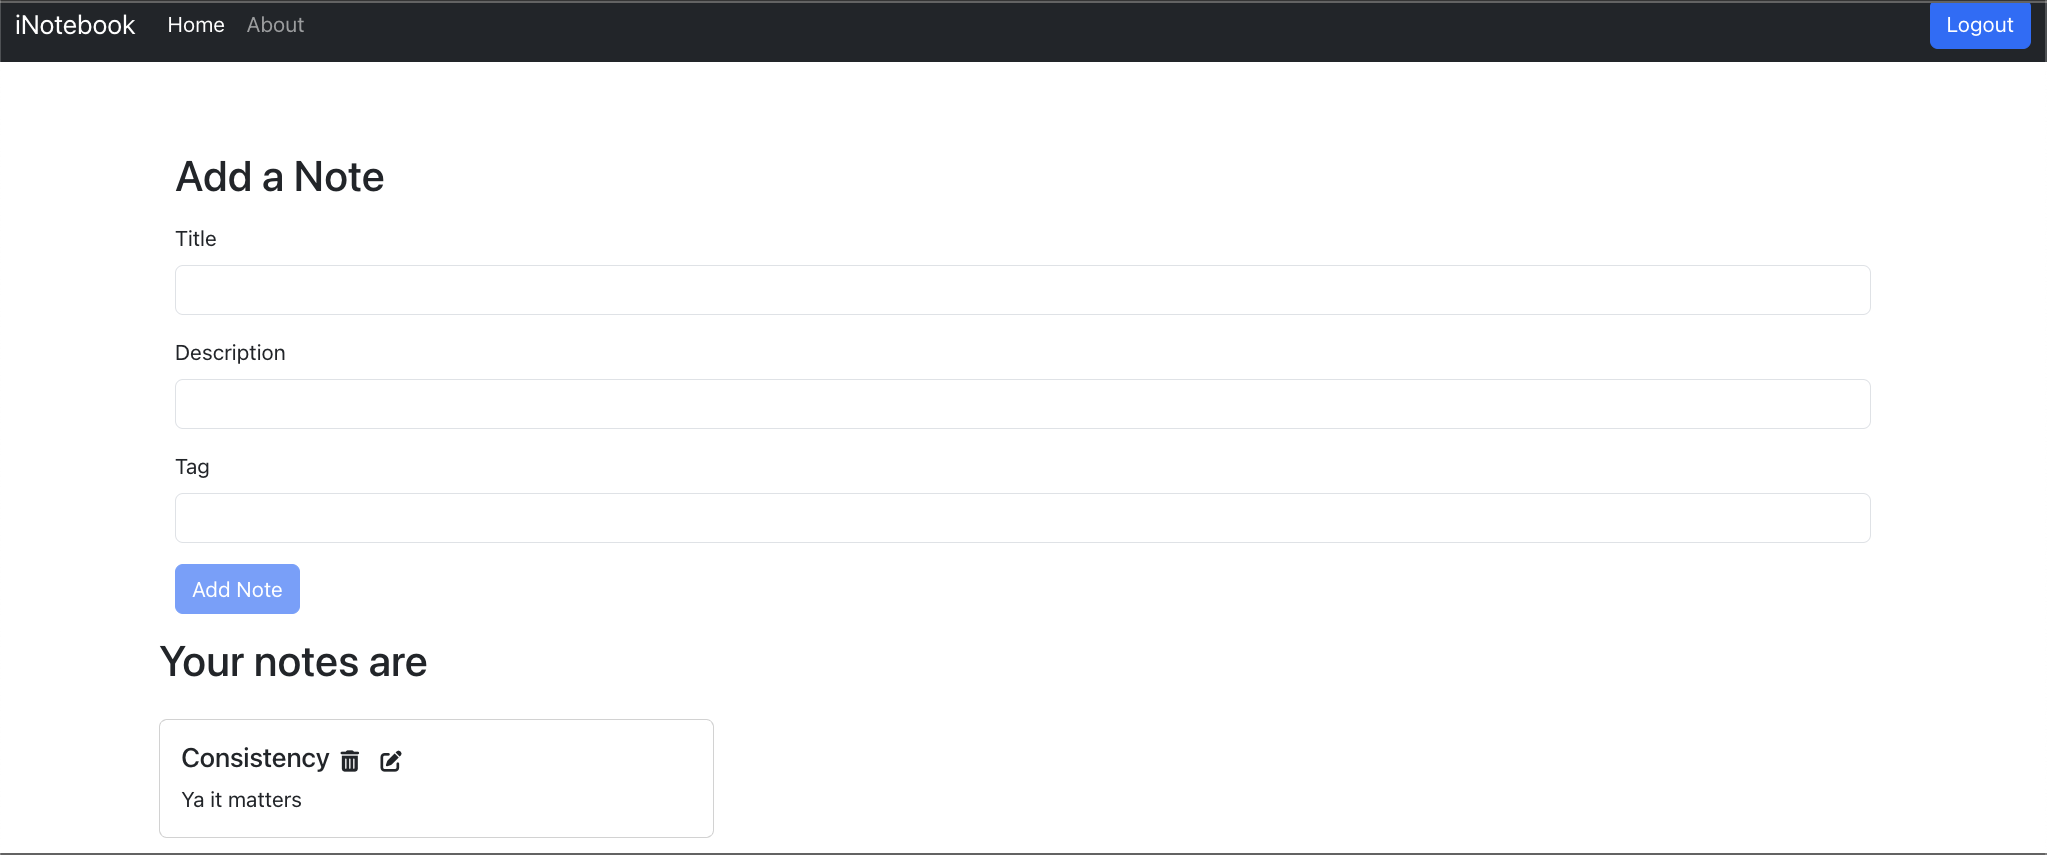 iNotebook Home About Logout
Add a Note
Title
Description
Tag
Add Note
Your notes are
Consistency
Ya it matters